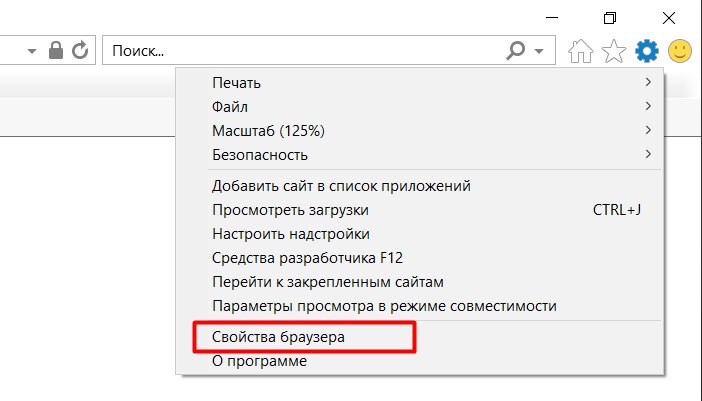 Поиск...
Печать
Файл
Масштаб (125%)
Безопасность
Добавить сайт в список приложений
Просмотреть загрузки CTRL+J
Настроить надстройки
Средства разработчика F12
Перейти к закрепленным сайтам
Параметры просмотра в режиме совместимости
Свойства браузера
О программе